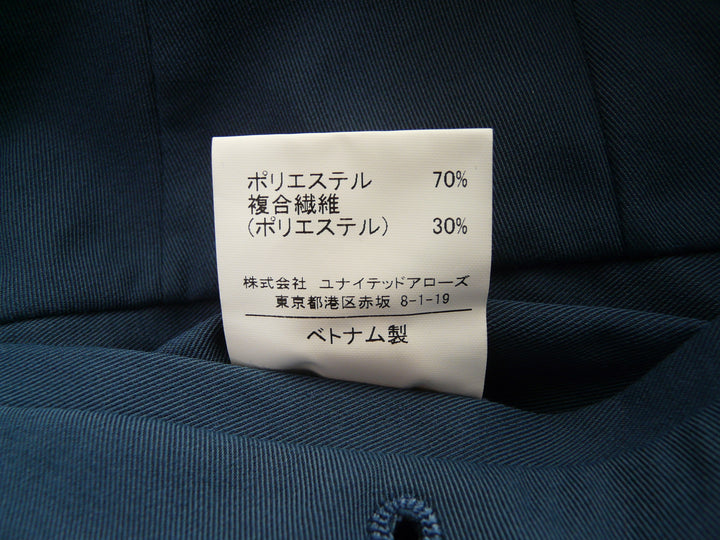 ポリエステル 70%
複合繊維
(ポリエステル) 30%
株式会社 ユナイテッドアローズ
東京都港区赤坂 8-1-19
ベトナム製